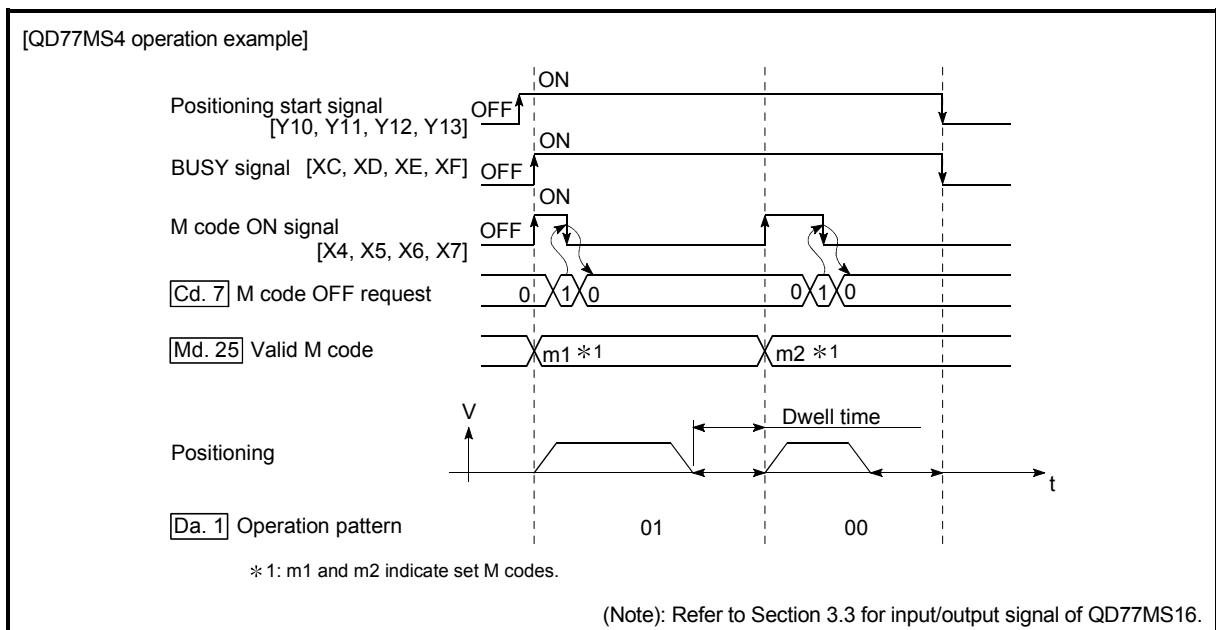 [QD77MS4 operation example]
ON
Positioning start signal OFF
[Y10, Y11, Y12, Y13]
ON
BUSY signal [XC, XD, XE, XF] OFF
ON
M code ON signal OFF
[X4, X5, X6, X7]
Cd. 7 M code OFF request 0 1 0 0 1 0
Md. 25 Valid M code m1 *1 m2 *1
V
Dwell time
Positioning
t
Da. 1 Operation pattern 01 00
*1: m1 and m2 indicate set M codes.
(Note): Refer to Section 3.3 for input/output signal of QD77MS16.